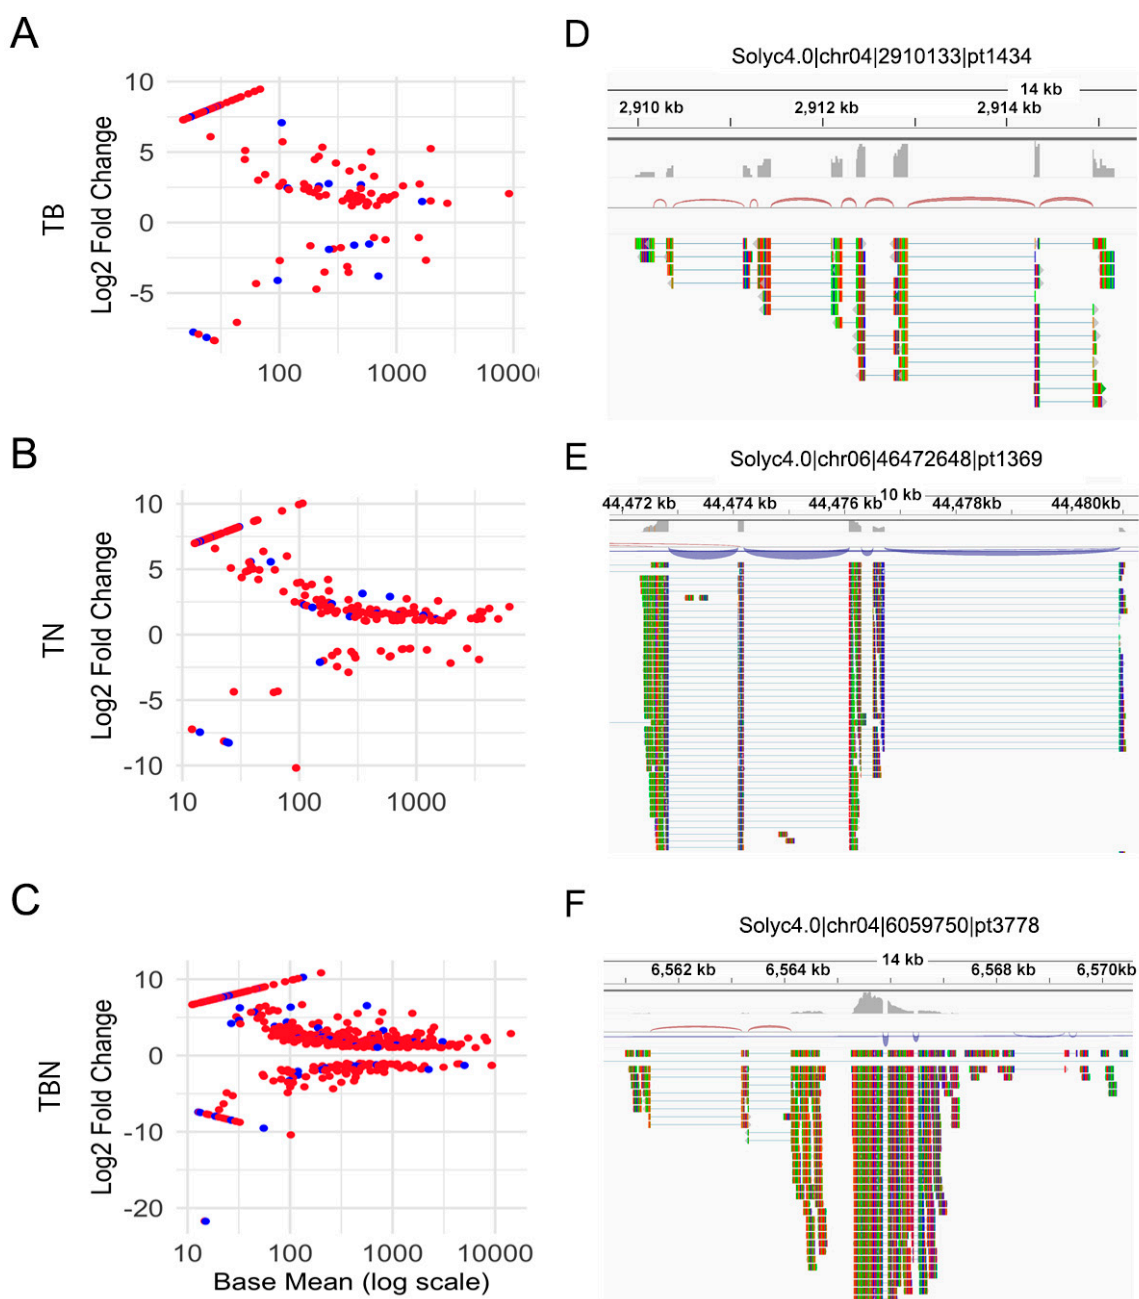 A
TB
Log2 Fold Change
10
5
0
-5
100
1000
1000
B
TN
Log2 Fold Change
10
5
0
-5
-10
10
100
1000
C
TBN
Log2 Fold Change
10
0
-10
-20
10
100
1000
10000
Base Mean (log scale)
D
Solyc4.0|chr04|2910133|pt1434
14 kb
2,910 kb 2,912 kb 2,914 kb
E
Solyc4.0|chr06|46472648|pt1369
10 kb
44,472 kb 44,474 kb 44,476 kb 44,478kb 44,480kb
F
Solyc4.0|chr04|6059750|pt3778
14 kb
6,562 kb 6,564 kb 6,568 kb 6,570kb